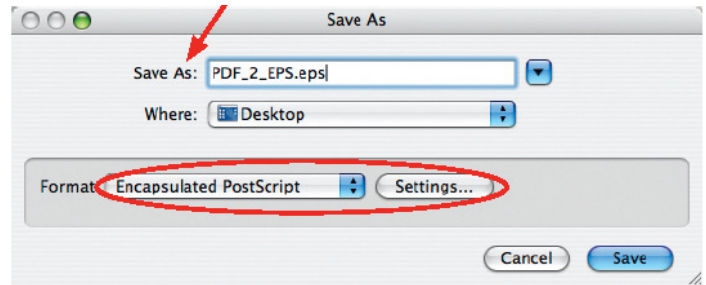 Save As
Save As: PDF_2_EPS.eps
Where: Desktop
Format: Encapsulated PostScript Settings...
Cancel Save